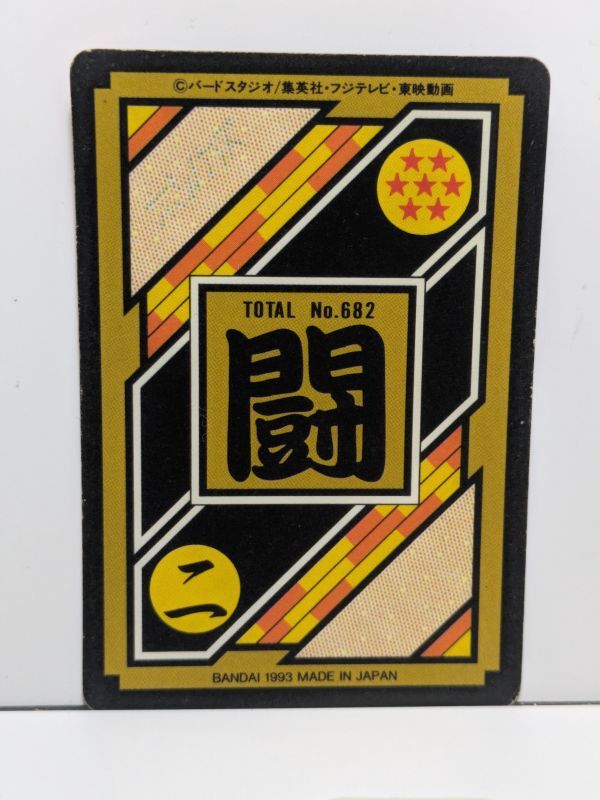 ©バードスタジオ/集英社・フジテレビ・東映動画
TOTAL No.682
闘
二
BANDAI 1993 MADE IN JAPAN